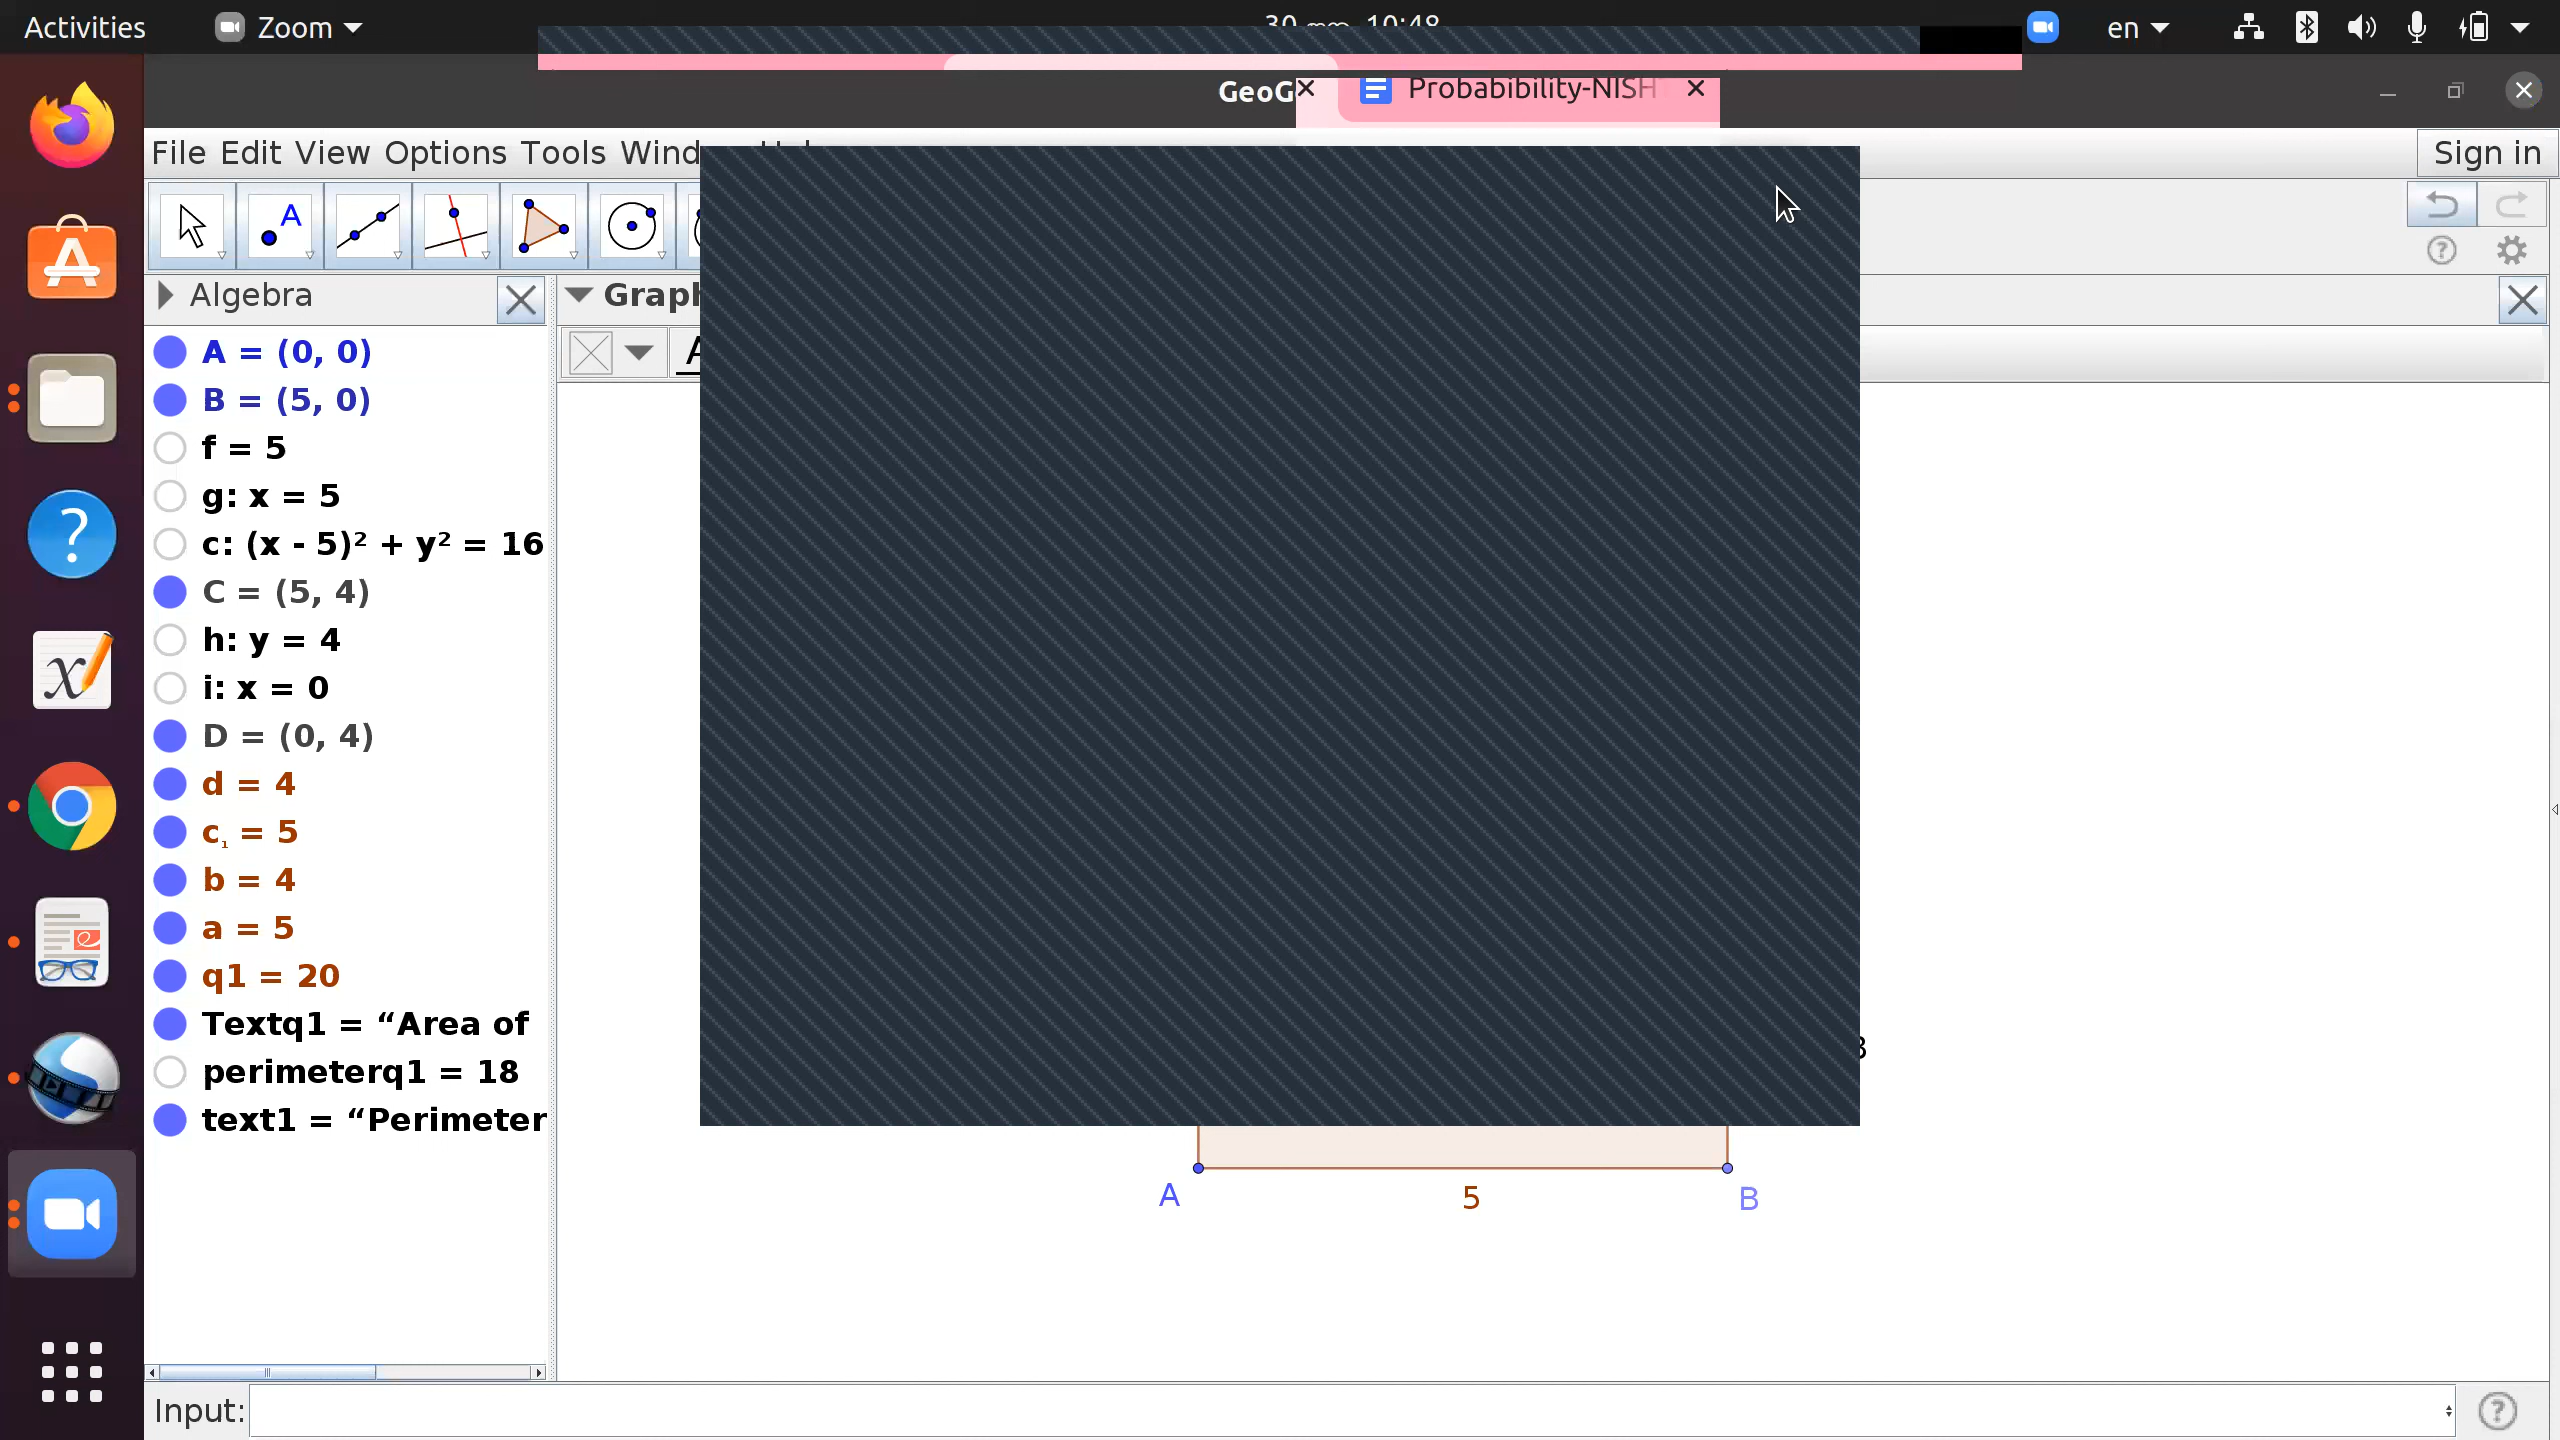 Activities Zoom 10:48 en
GeoG Probabibility-NISH
File Edit View Options Tools Sign in
A
Algebra
A = (0, 0)
B = (5, 0)
f = 5
g: x = 5
c: (x - 5)² + y² = 16
C = (5, 4)
h: y = 4
i: x = 0
D = (0, 4)
d = 4
c₁ = 5
b = 4
a = 5
q1 = 20
Textq1 = “Area of
perimeterq1 = 18
text1 = “Perimeter
A 5 B
Input: